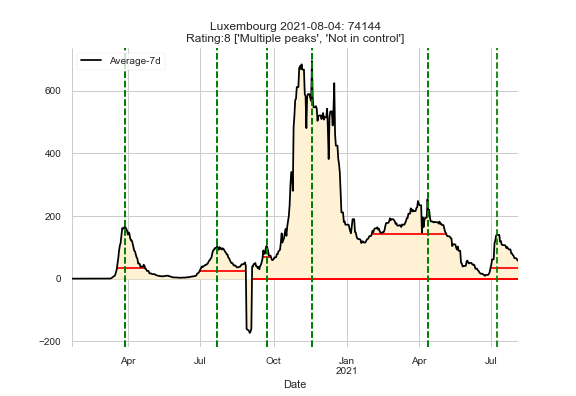 Luxembourg 2021-08-04: 74144
Rating:8 ['Multiple peaks', 'Not in control']
Average-7d
600
400
200
0
−200
Apr
Jul
Oct
Jan
2021
Apr
Jul
Date